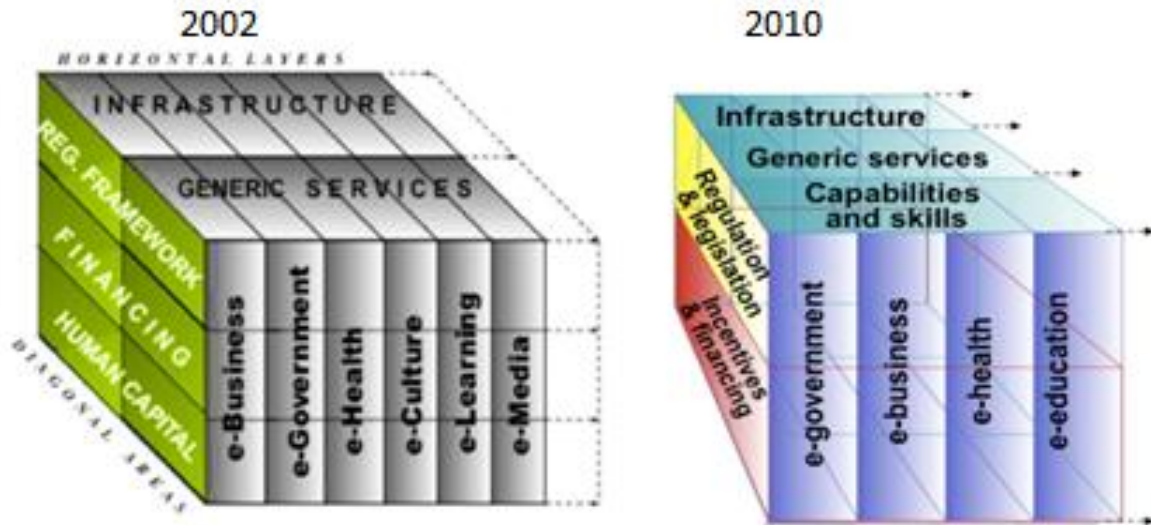 2002
HORIZONTAL LAYERS
INFRASTRUCTURE
GENERIC SERVICES
REG. FRAMEWORK
FINANCING
HUMAN CAPITAL
DIAGONAL AREAS
e-Business
e-Government
e-Health
e-Culture
e-Learning
e-Media
2010
Infrastructure
Generic services
Capabilities
and skills
Regulation
& legislation
Incentives
& financing
e-government
e-business
e-health
e-education